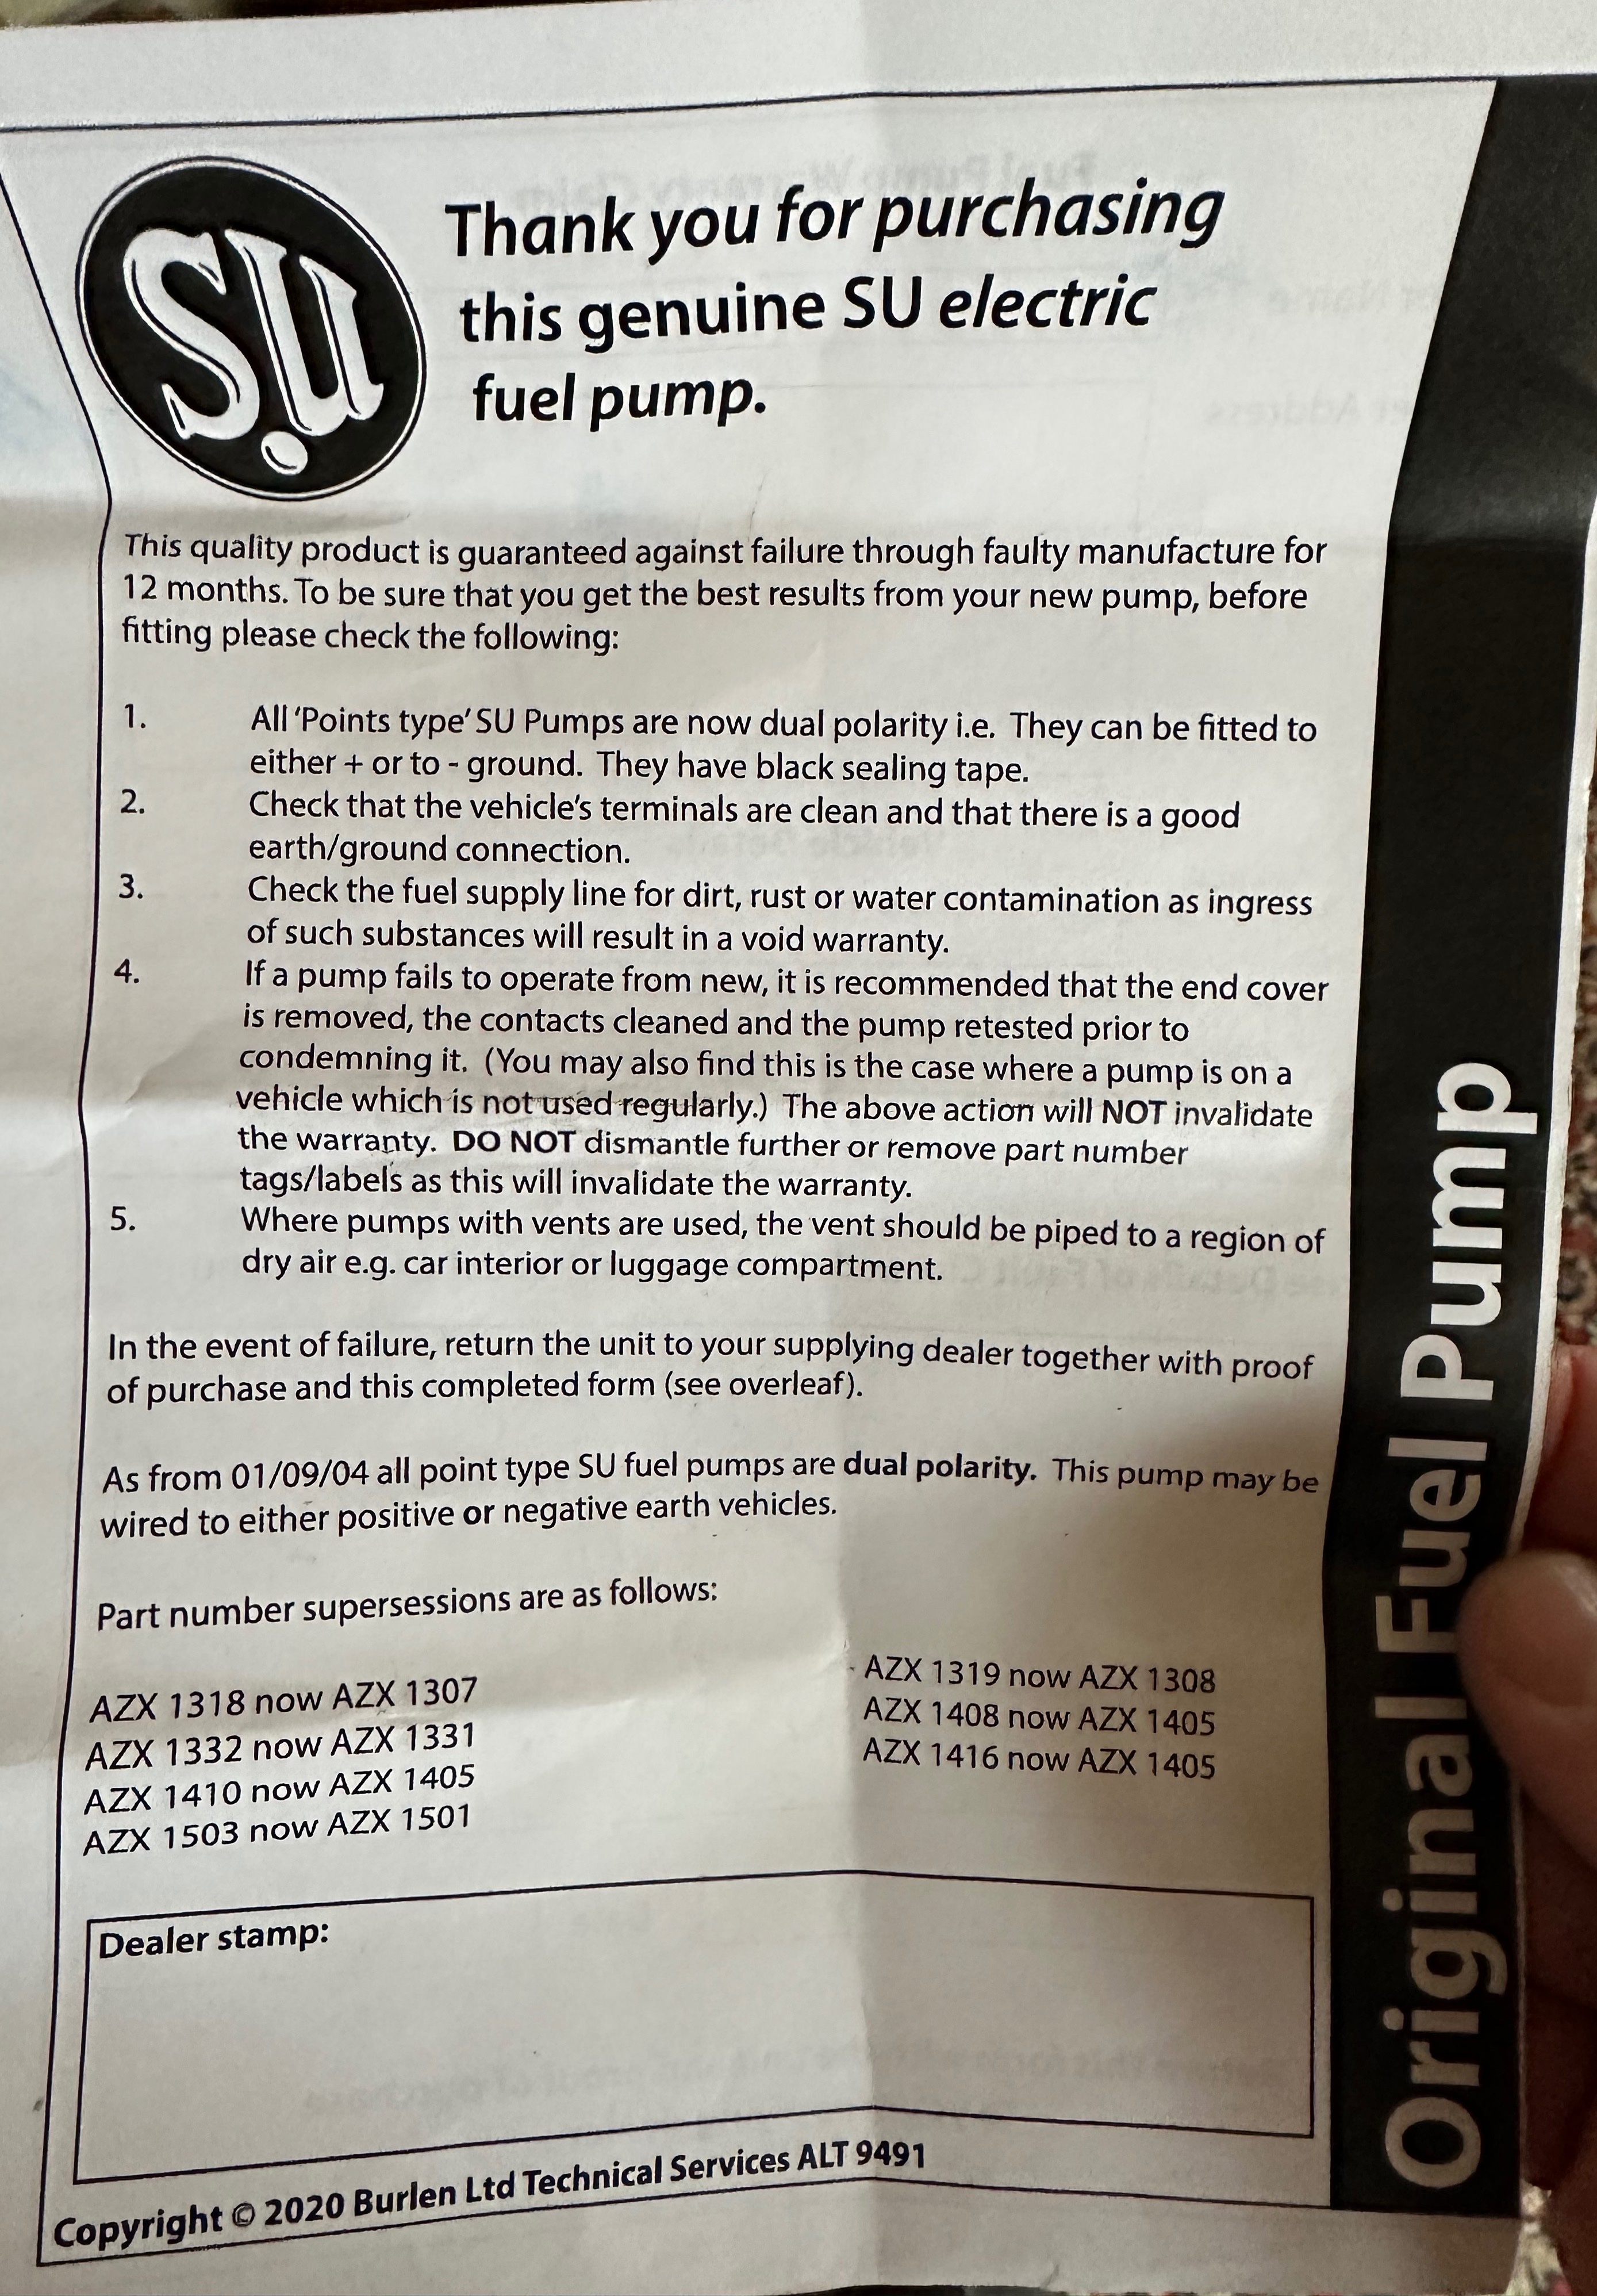 SU
Thank you for purchasing
this genuine SU electric
fuel pump.
This quality product is guaranteed against failure through faulty manufacture for
12 months. To be sure that you get the best results from your new pump, before
fitting please check the following:
1. All 'Points type' SU Pumps are now dual polarity i.e. They can be fitted to
either + or to - ground. They have black sealing tape.
2. Check that the vehicle's terminals are clean and that there is a good
earth/ground connection.
3. Check the fuel supply line for dirt, rust or water contamination as ingress
of such substances will result in a void warranty.
4. If a pump fails to operate from new, it is recommended that the end cover
is removed, the contacts cleaned and the pump retested prior to
condemning it. (You may also find this is the case where a pump is on a
vehicle which is not used regularly.) The above action will NOT invalidate
the warranty. DO NOT dismantle further or remove part number
tags/labels as this will invalidate the warranty.
5. Where pumps with vents are used, the vent should be piped to a region of
dry air e.g. car interior or luggage compartment.
In the event of failure, return the unit to your supplying dealer together with proof
of purchase and this completed form (see overleaf).
As from 01/09/04 all point type SU fuel pumps are dual polarity. This pump may be
wired to either positive or negative earth vehicles.
Part number supersessions are as follows:
AZX 1318 now AZX 1307
AZX 1332 now AZX 1331
AZX 1410 now AZX 1405
AZX 1503 now AZX 1501
AZX 1319 now AZX 1308
AZX 1408 now AZX 1405
AZX 1416 now AZX 1405
Dealer stamp:
Copyright © 2020 Burlen Ltd Technical Services ALT 9491
Original Fuel Pump